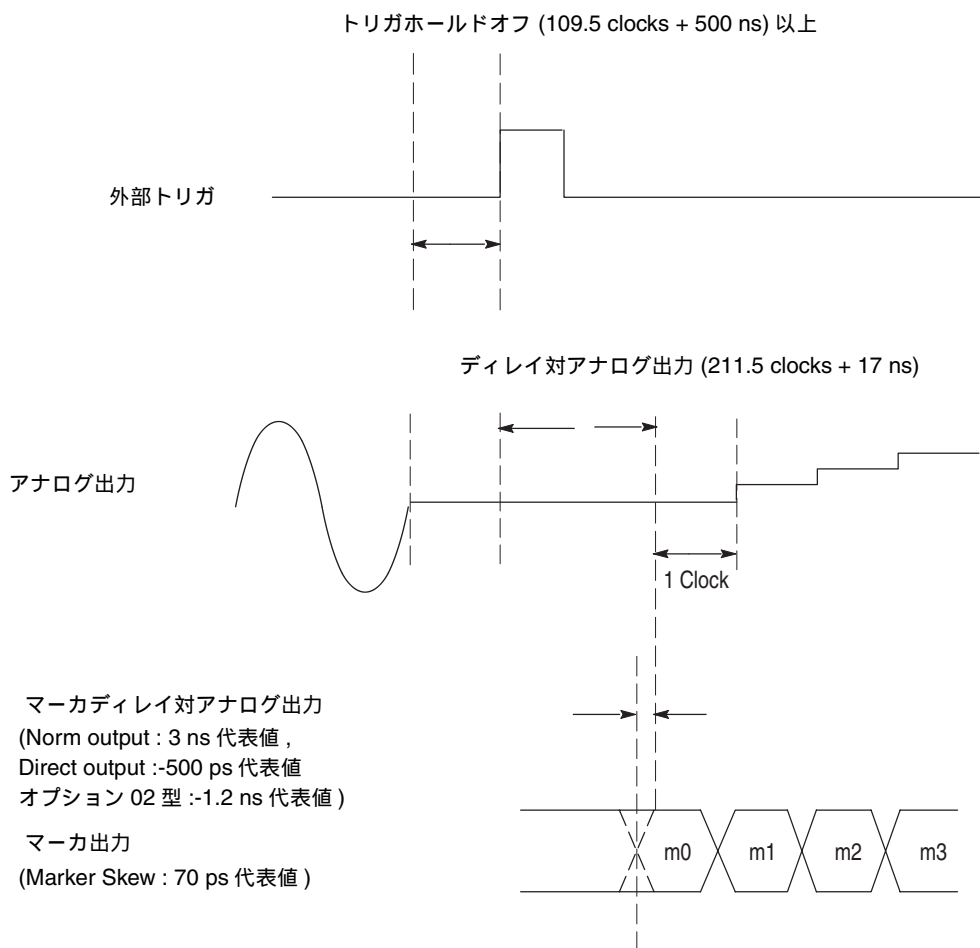 トリガホールドオフ (109.5 clocks + 500 ns) 以上
外部トリガ
ディレイ対アナログ出力 (211.5 clocks + 17 ns)
アナログ出力
1 Clock
マーカディレイ対アナログ出力
(Norm output : 3 ns 代表値 ,
Direct output :-500 ps 代表値
オプション 02 型 :-1.2 ns 代表値 )
マーカ出力
(Marker Skew : 70 ps 代表値 )
m0 m1 m2 m3